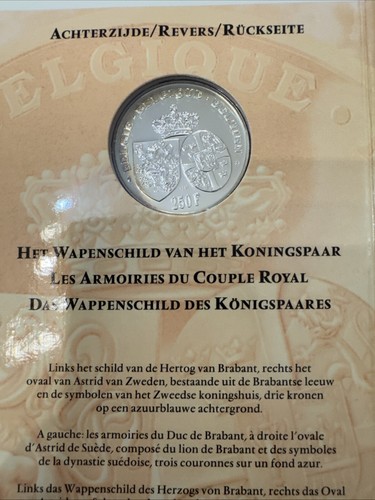 ACHTERZIJDE/REVERS/RÜCKSEITE
ELGIQUE
250 F
HET WAPENSCHILD VAN HET KONINGSPAAR
LES ARMOIRIES DU COUPLE ROYAL
DAS WAPPENSCHILD DES KÖNIGSPAARES
Links het schild van de Hertog van Brabant, rechts het
ovaal van Astrid van Zweden, bestaande uit de Brabantse leeuw
en de symbolen van het Zweedse koningshuis, drie kronen
op een azuurblauwe achtergrond.
A gauche: les armoiries du Duc de Brabant, à droite l'ovale
d'Astrid de Suède, composé du lion de Brabant et des symboles
de la dynastie suédoise, trois couronnes sur un fond azur.
Links das Wappenschild des Herzogs von Brabant, rechts das Oval